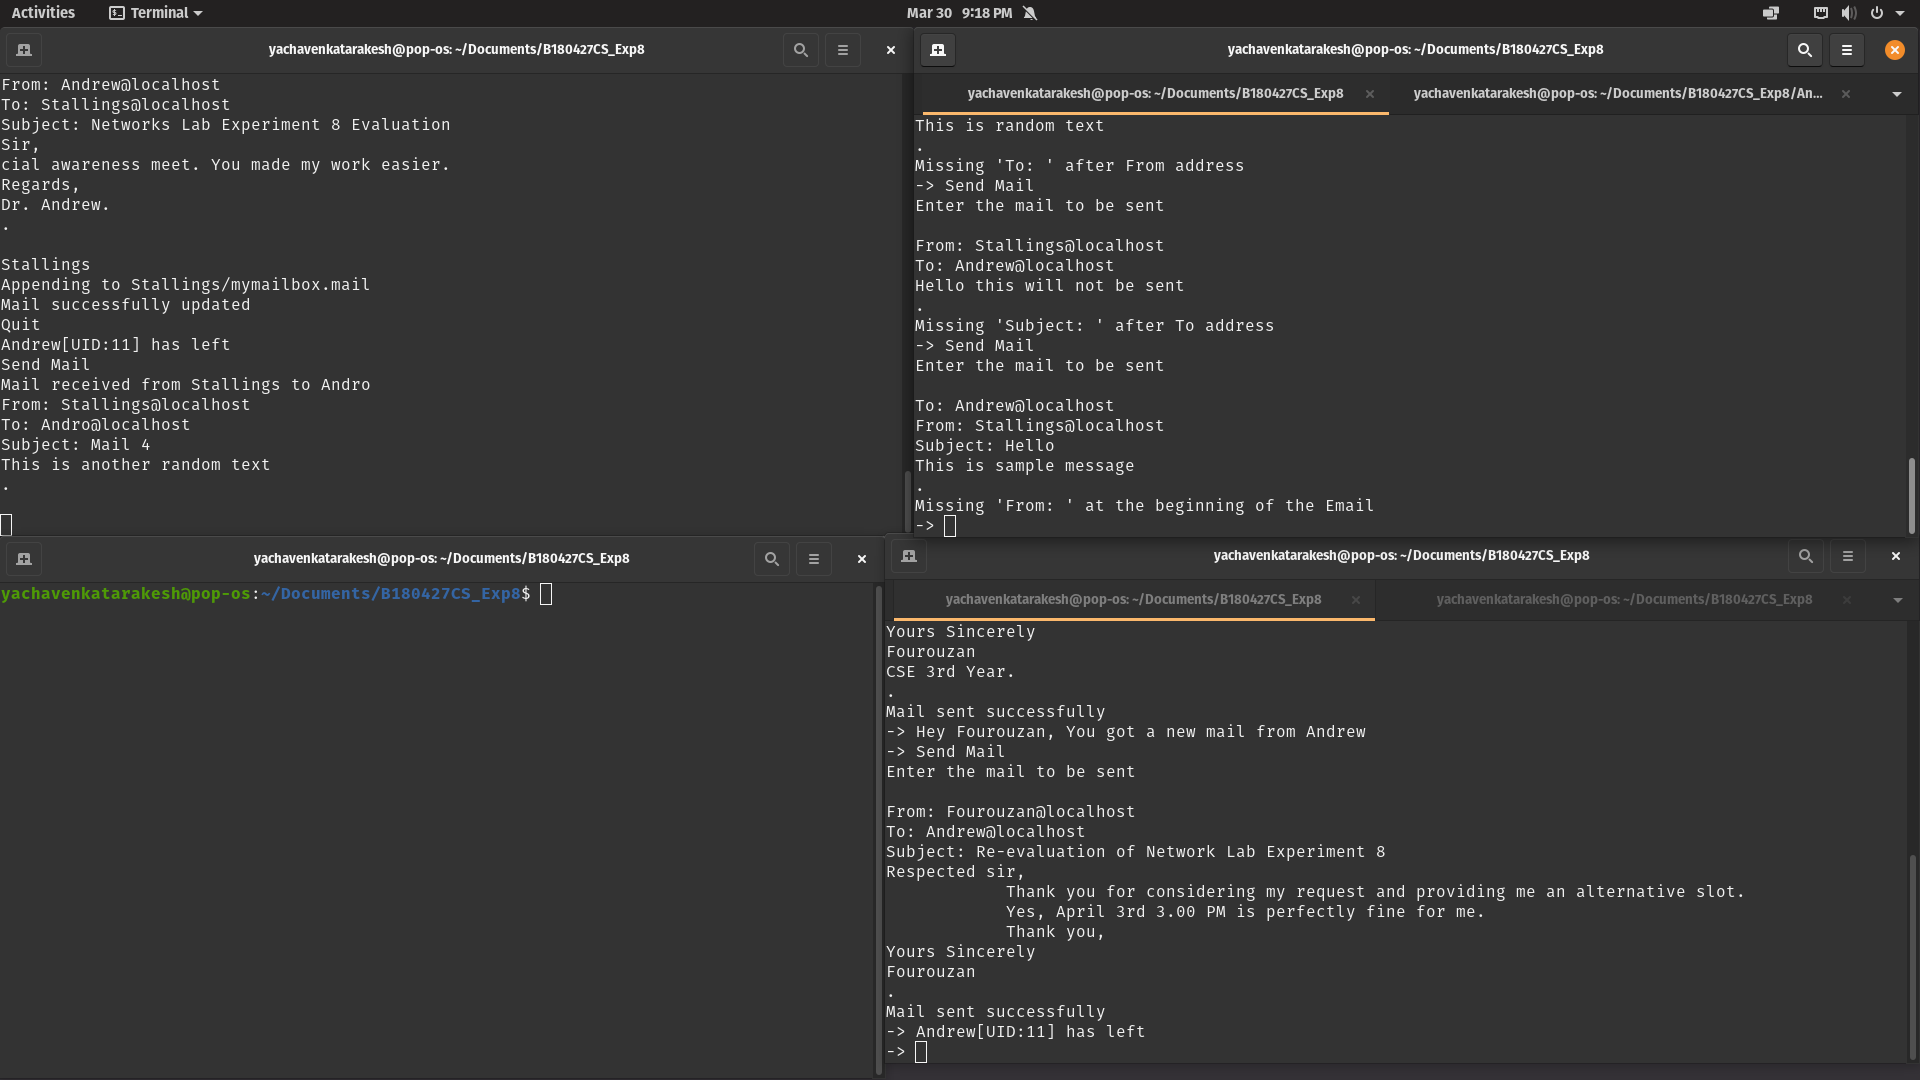 Activities
Terminal
Mar 30 9:18 PM
yachavenkatarakesh@pop-os: ~/Documents/B180427CS_Exp8
From: Andrew@localhost
To: Stallings@localhost
Subject: Networks Lab Experiment 8 Evaluation
Sir,
cial awareness meet. You made my work easier.
Regards,
Dr. Andrew.
.
Stallings
Appending to Stallings/mymailbox.mail
Mail successfully updated
Quit
Andrew[UID:11] has left
Send Mail
Mail received from Stallings to Andro
From: Stallings@localhost
To: Andro@localhost
Subject: Mail 4
This is another random text
.
yachavenkatarakesh@pop-os: ~/Documents/B180427CS_Exp8
yachavenkatarakesh@pop-os: ~/Documents/B180427CS_Exp8
yachavenkatarakesh@pop-os: ~/Documents/B180427CS_Exp8/An...
This is random text
.
Missing 'To: ' after From address
-> Send Mail
Enter the mail to be sent
From: Stallings@localhost
To: Andrew@localhost
Hello this will not be sent
.
Missing 'Subject: ' after To address
-> Send Mail
Enter the mail to be sent
To: Andrew@localhost
From: Stallings@localhost
Subject: Hello
This is sample message
.
Missing 'From: ' at the beginning of the Email
->
yachavenkatarakesh@pop-os: ~/Documents/B180427CS_Exp8
yachavenkatarakesh@pop-os:~/Documents/B180427CS_Exp8$
yachavenkatarakesh@pop-os: ~/Documents/B180427CS_Exp8
yachavenkatarakesh@pop-os: ~/Documents/B180427CS_Exp8
yachavenkatarakesh@pop-os: ~/Documents/B180427CS_Exp8
Yours Sincerely
Fourouzan
CSE 3rd Year.
.
Mail sent successfully
-> Hey Fourouzan, You got a new mail from Andrew
-> Send Mail
Enter the mail to be sent
From: Fourouzan@localhost
To: Andrew@localhost
Subject: Re-evaluation of Network Lab Experiment 8
Respected sir,
Thank you for considering my request and providing me an alternative slot.
Yes, April 3rd 3.00 PM is perfectly fine for me.
Thank you,
Yours Sincerely
Fourouzan
.
Mail sent successfully
-> Andrew[UID:11] has left
->